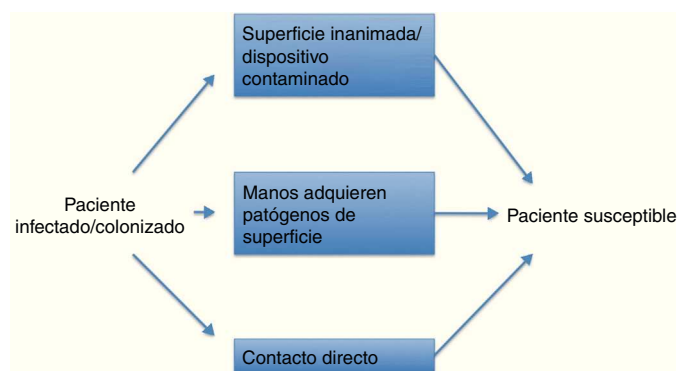 Superficie inanimada/
dispositivo
contaminado
Paciente
infectado/colonizado
Manos adquieren
patógenos de
superficie
Paciente susceptible
Contacto directo